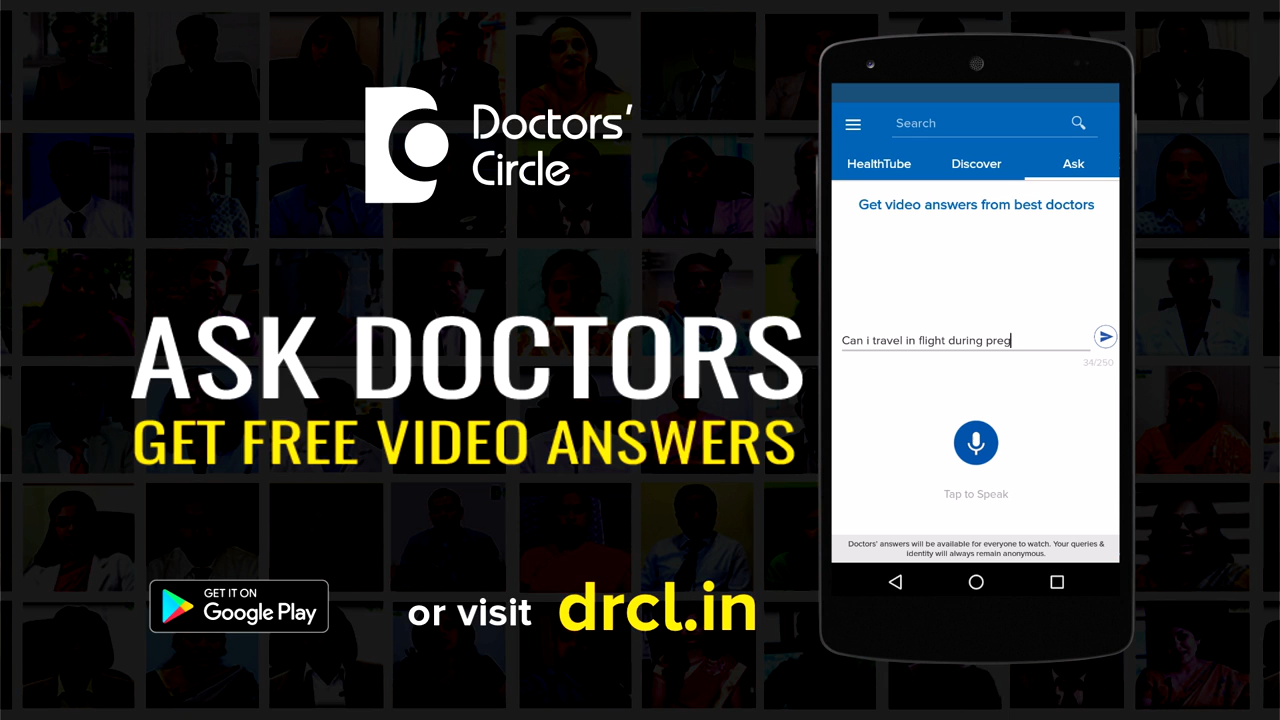 Doctors'
Circle
ASK DOCTORS
GET FREE VIDEO ANSWERS
GET IT ON
Google Play
or visit drcl.in
Search
HealthTube Discover Ask
Get video answers from best doctors
Can i travel in flight during preg
34/250
Tap to Speak
Doctors' answers will be available for everyone to watch. Your queries &
identity will always remain anonymous.